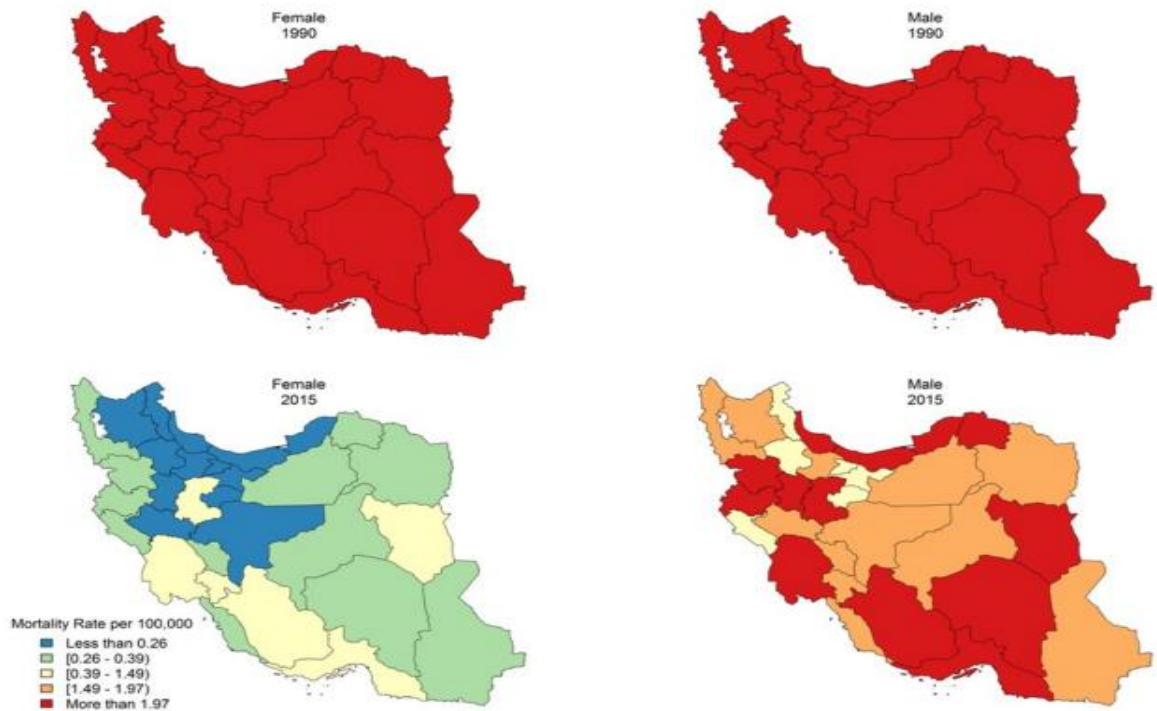 Female
1990
Male
1990
Female
2015
Male
2015
Mortality Rate per 100,000
Less than 0.26
[0.26 - 0.39)
[0.39 - 1.49)
[1.49 - 1.97)
More than 1.97